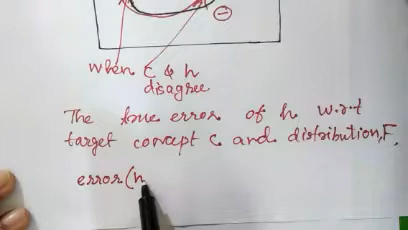 when C & h
disagree
The true error of h w.r.t
target concept c and distribution, F,
error(h